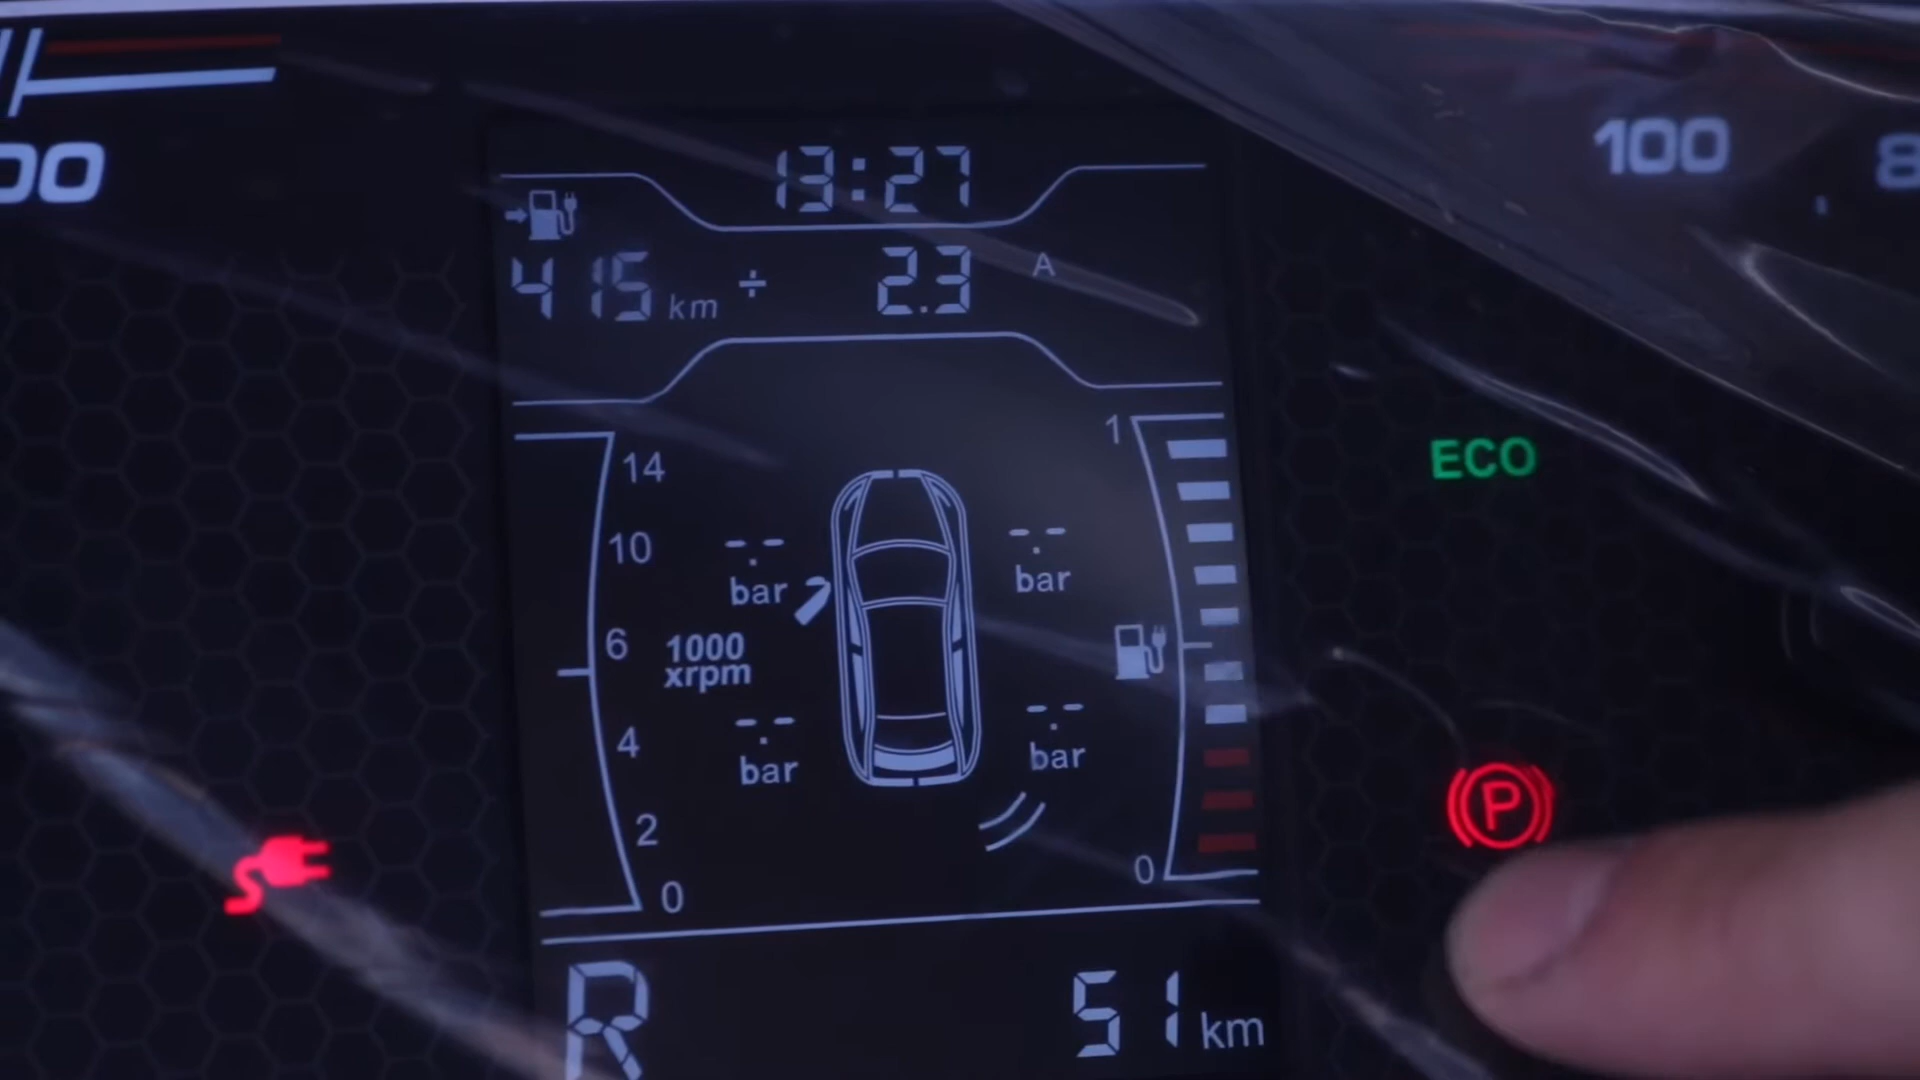 00
13:27
100
8
415 km ÷ 2.3 A
1
14
ECO
10
--.-- bar
--.-- bar
6
1000
xrpm
4
--.-- bar
--.-- bar
P
2
0
0
R
51 km